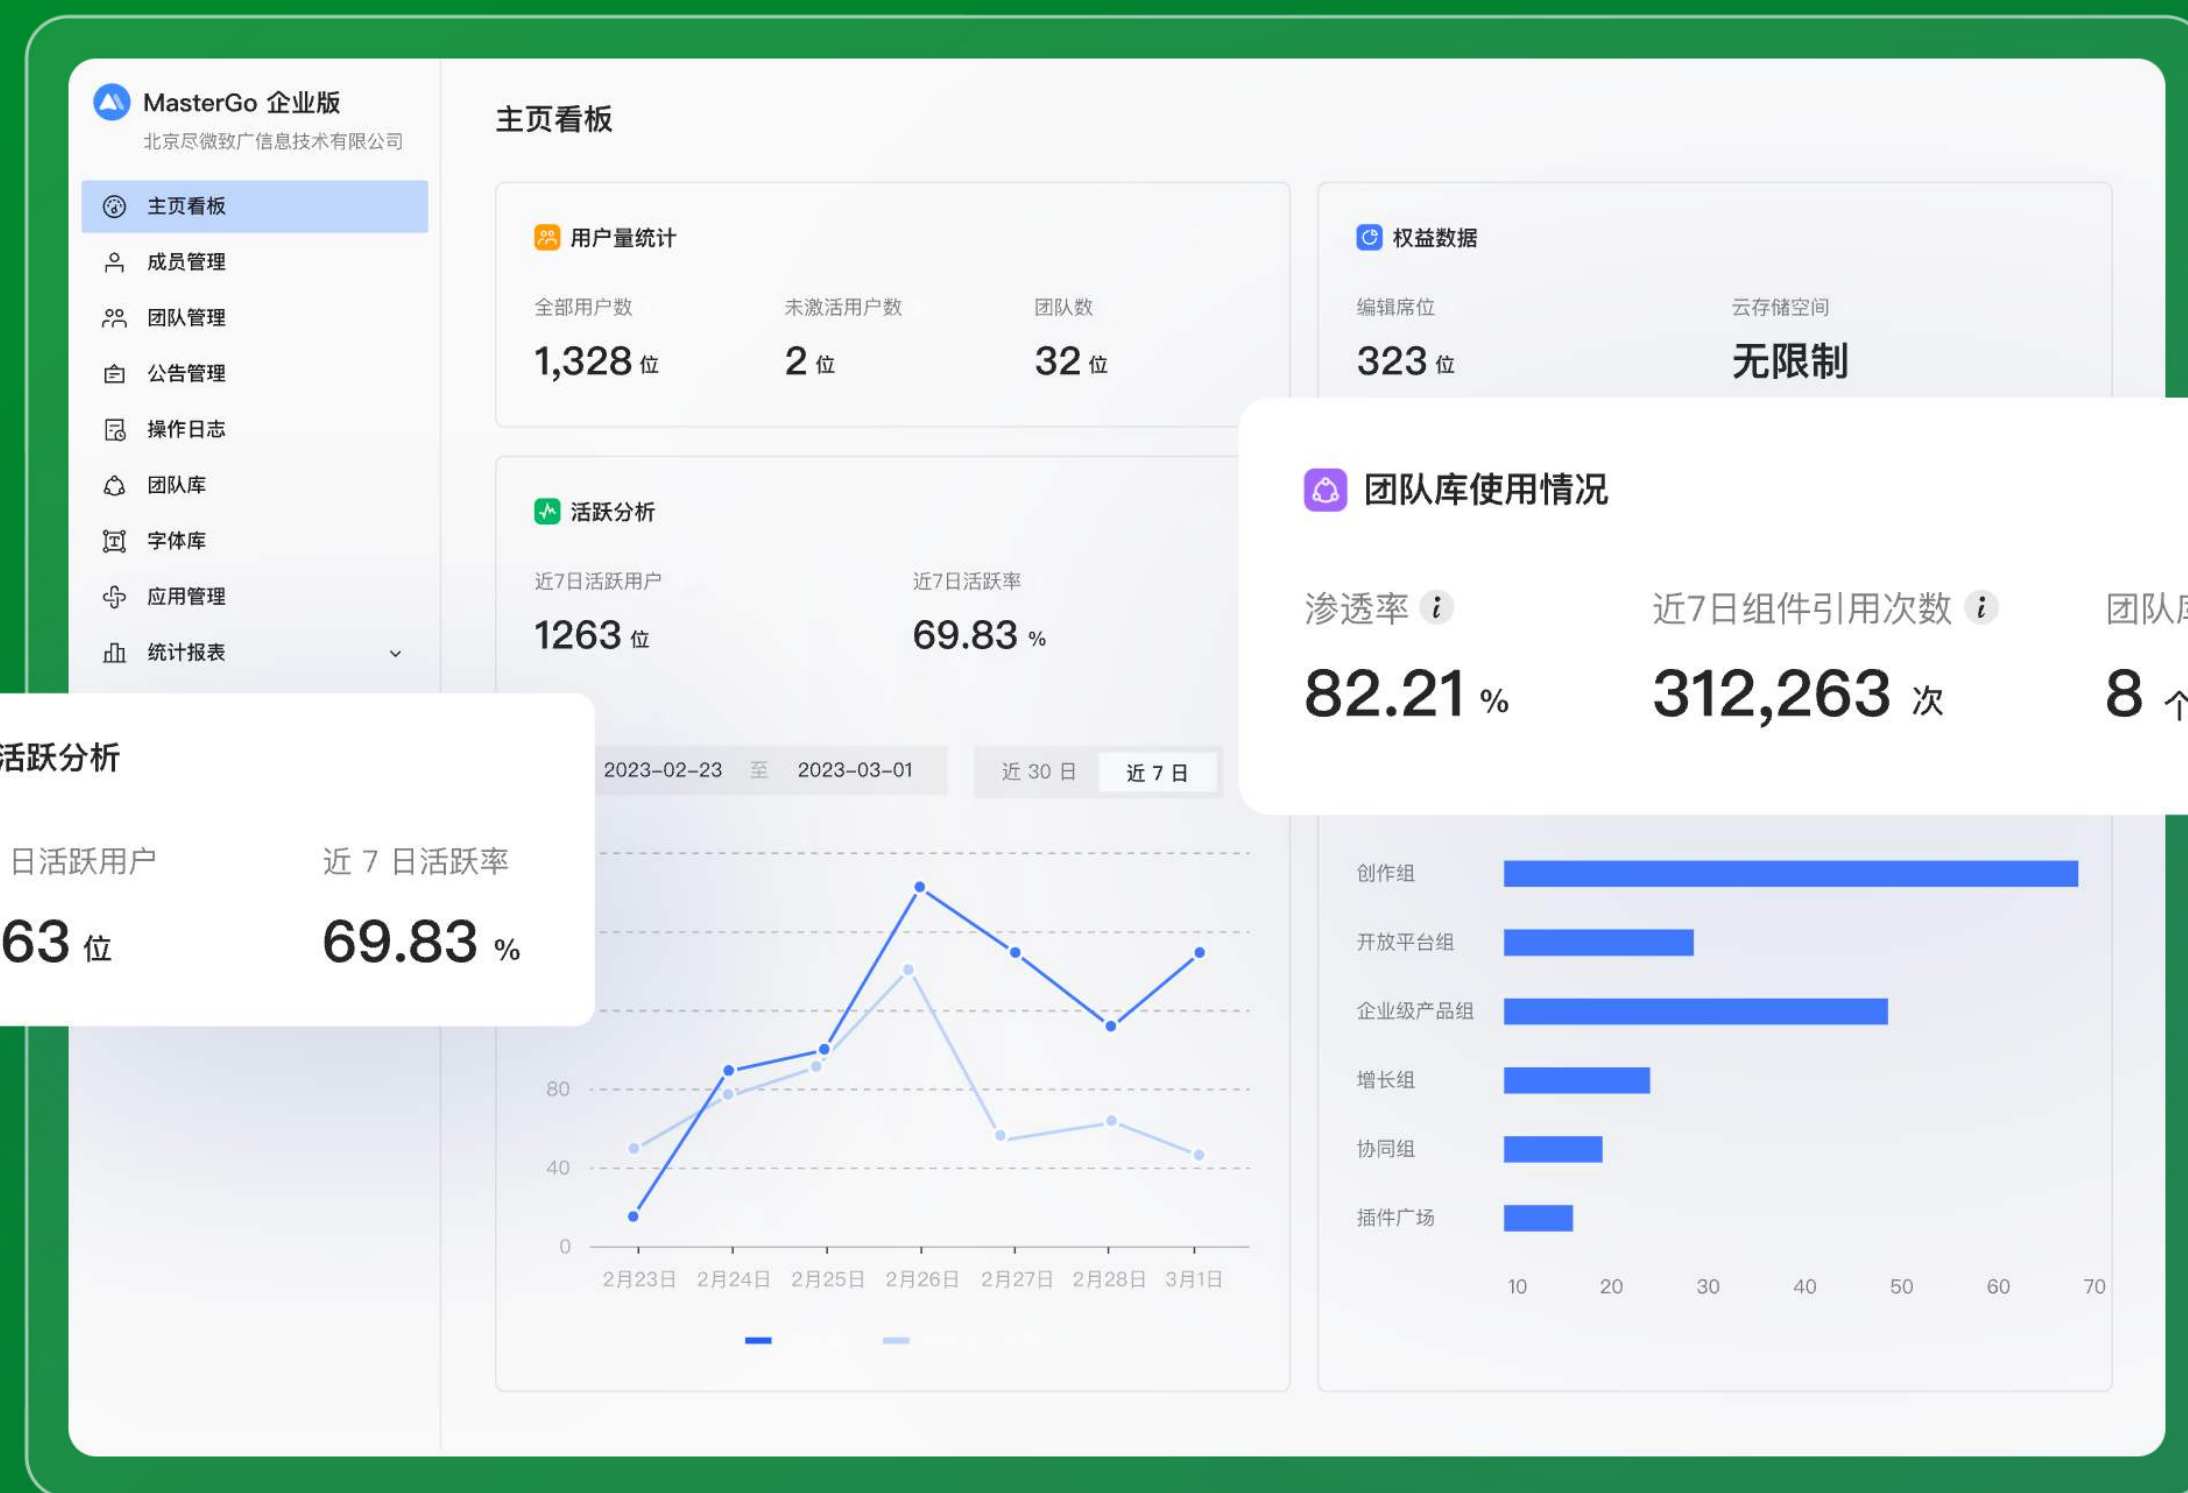 MasterGo 企业版
北京尽微致广信息技术有限公司
主页看板
成员管理
团队管理
公告管理
操作日志
团队库
字体库
应用管理
统计报表
主页看板
用户量统计
全部用户数 未激活用户数 团队数
1,328 位 2 位 32 位
权益数据
编辑席位 云存储空间
323 位 无限制
活跃分析
近7日活跃用户 近7日活跃率
1263 位 69.83 %
团队库使用情况
渗透率 i 近7日组件引用次数 i 团队
82.21 % 312,263 次 8 个
活跃分析
日活跃用户 近 7 日活跃率
63 位 69.83 %
2023-02-23 至 2023-03-01 近 30 日 近 7 日
80
40
0
2月23日 2月24日 2月25日 2月26日 2月27日 2月28日 3月1日
创作组
开放平台组
企业级产品组
增长组
协同组
插件广场
10 20 30 40 50 60 70